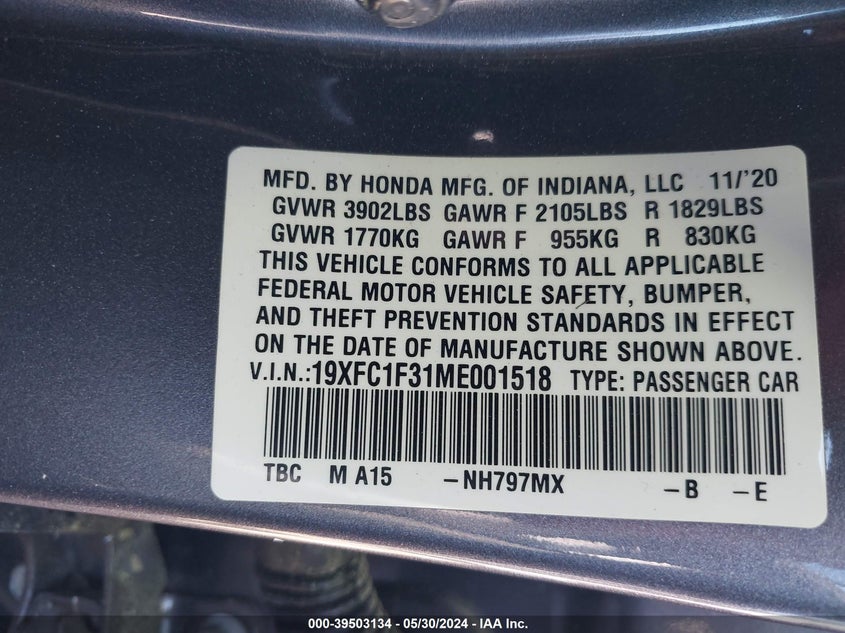 MFD. BY HONDA MFG. OF INDIANA, LLC 11/'20
GVWR 3902LBS GAWR F 2105LBS R 1829LBS
GVWR 1770KG GAWR F 955KG R 830KG
THIS VEHICLE CONFORMS TO ALL APPLICABLE
FEDERAL MOTOR VEHICLE SAFETY, BUMPER,
AND THEFT PREVENTION STANDARDS IN EFFECT
ON THE DATE OF MANUFACTURE SHOWN ABOVE.
V.I.N.:19XFC1F31ME001518 TYPE: PASSENGER CAR
TBC M A15 -NH797MX -B -E
000-39503134 — 05/30/2024 — IAA Inc.